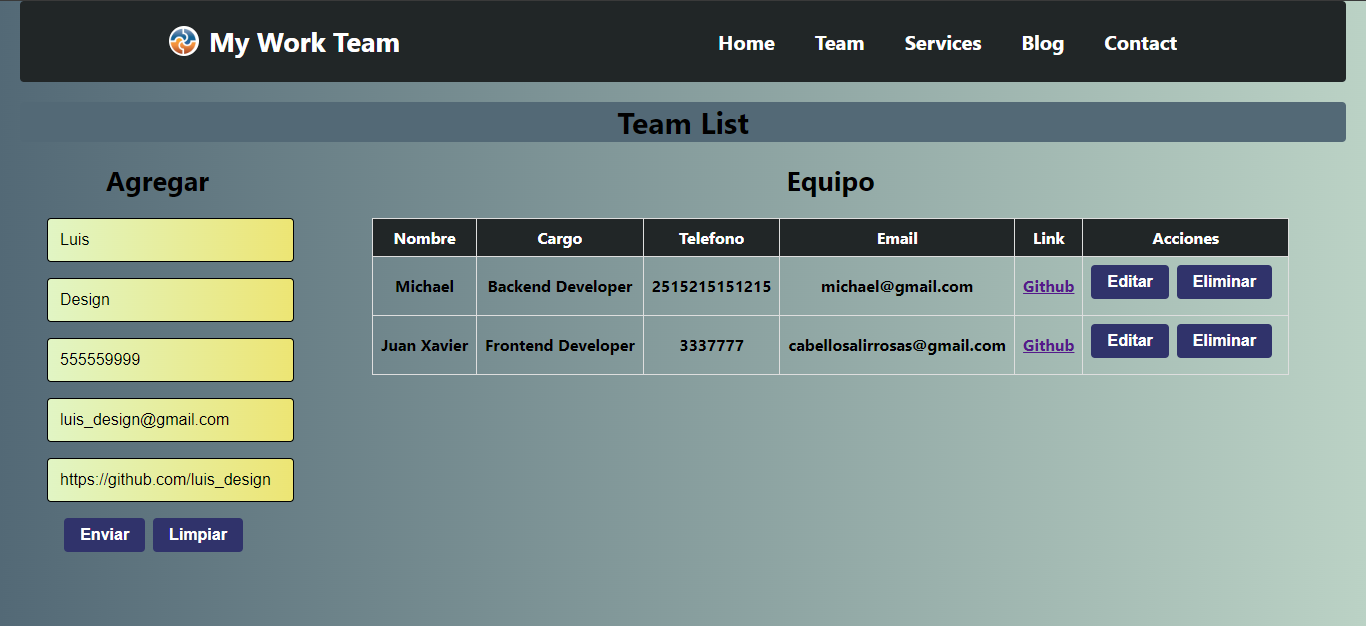 My Work Team Home Team Services Blog Contact
Team List
Agregar
Luis
Design
555559999
luis_design@gmail.com
https://github.com/luis_design
Enviar Limpiar
Equipo
Nombre Cargo Telefono Email Link Acciones
Michael Backend Developer 2515215151215 michael@gmail.com Github Editar Eliminar
Juan Xavier Frontend Developer 3337777 cabellosalirrosas@gmail.com Github Editar Eliminar